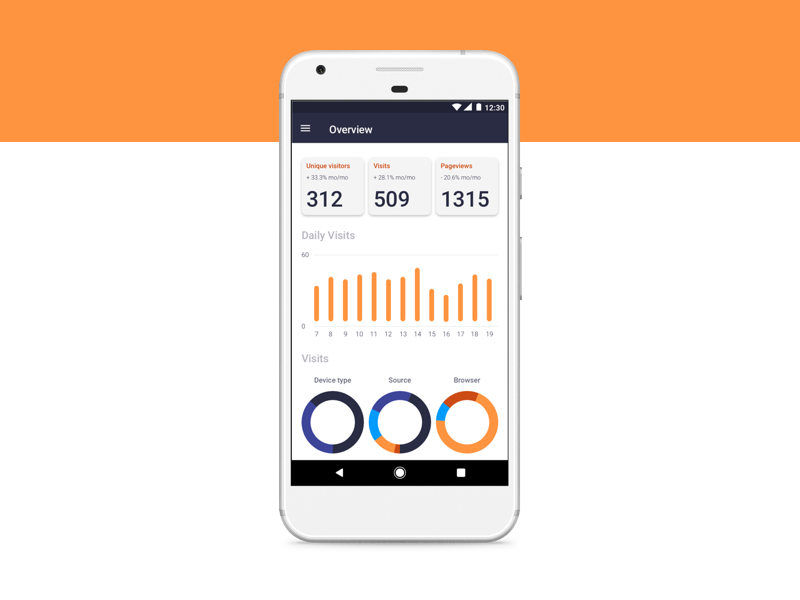 12:30
Overview
Unique visitors Visits Pageviews
+ 33.3% mo/mo + 28.1% mo/mo - 20.6% mo/mo
312 509 1315
Daily Visits
60
0
7 8 9 10 11 12 13 14 15 16 17 18 19
Visits
Device type Source Browser